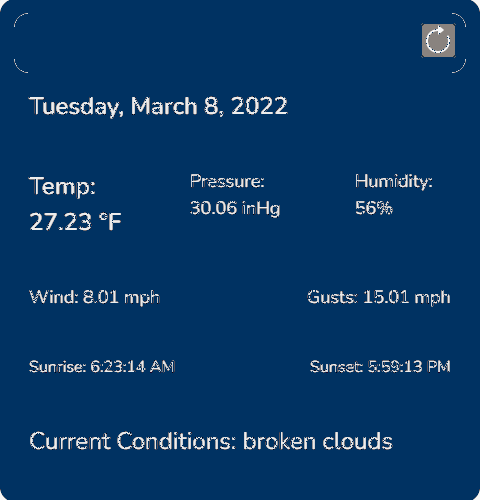 Tuesday, March 8, 2022
Temp: Pressure: Humidity:
27.23 °F 30.06 inHg 56%
Wind: 8.01 mph Gusts: 15.01 mph
Sunrise: 6:23:14 AM Sunset: 5:59:13 PM
Current Conditions: broken clouds